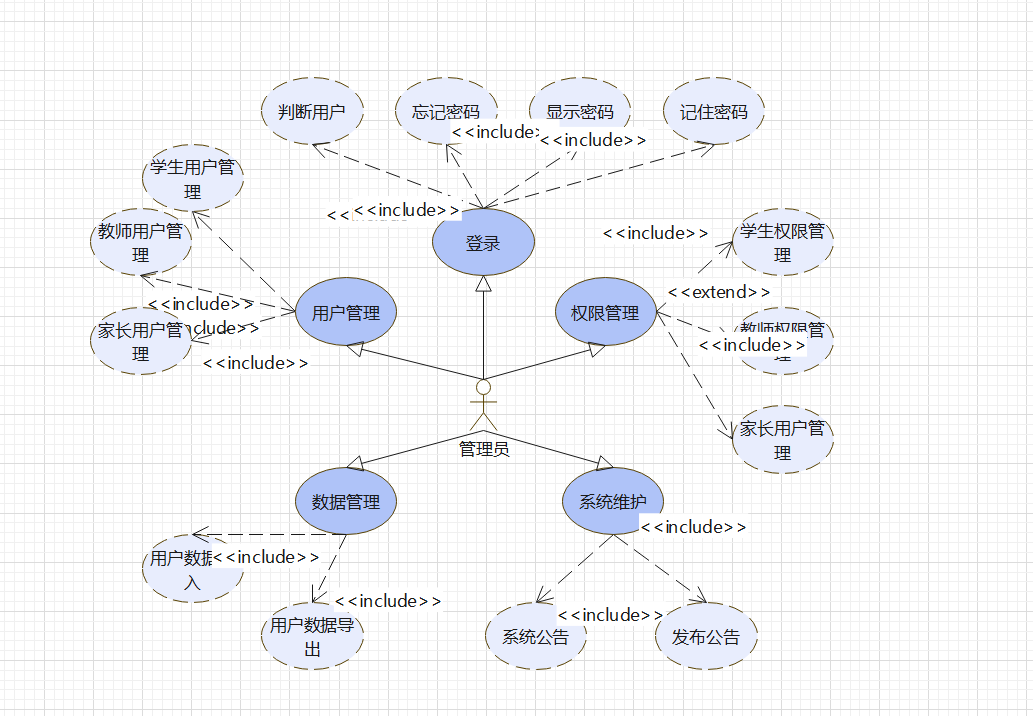 判断用户
忘记密码
显示密码
记住密码
<<include>
<<include>>
学生用户管
理
<<
<<include>>
教师用户管
理
登录
<<include>>
学生权限管
理
<<extend>>
<<include>>
用户管理
权限管理
家长用户管
理
clude>>
教师权限管
理
<<include>>
<<include>>
家长用户管
理
管理员
数据管理
系统维护
<<include>>
用户数据
入
<<include>>
<<include>>
用户数据导
出
<<include>>
系统公告
发布公告